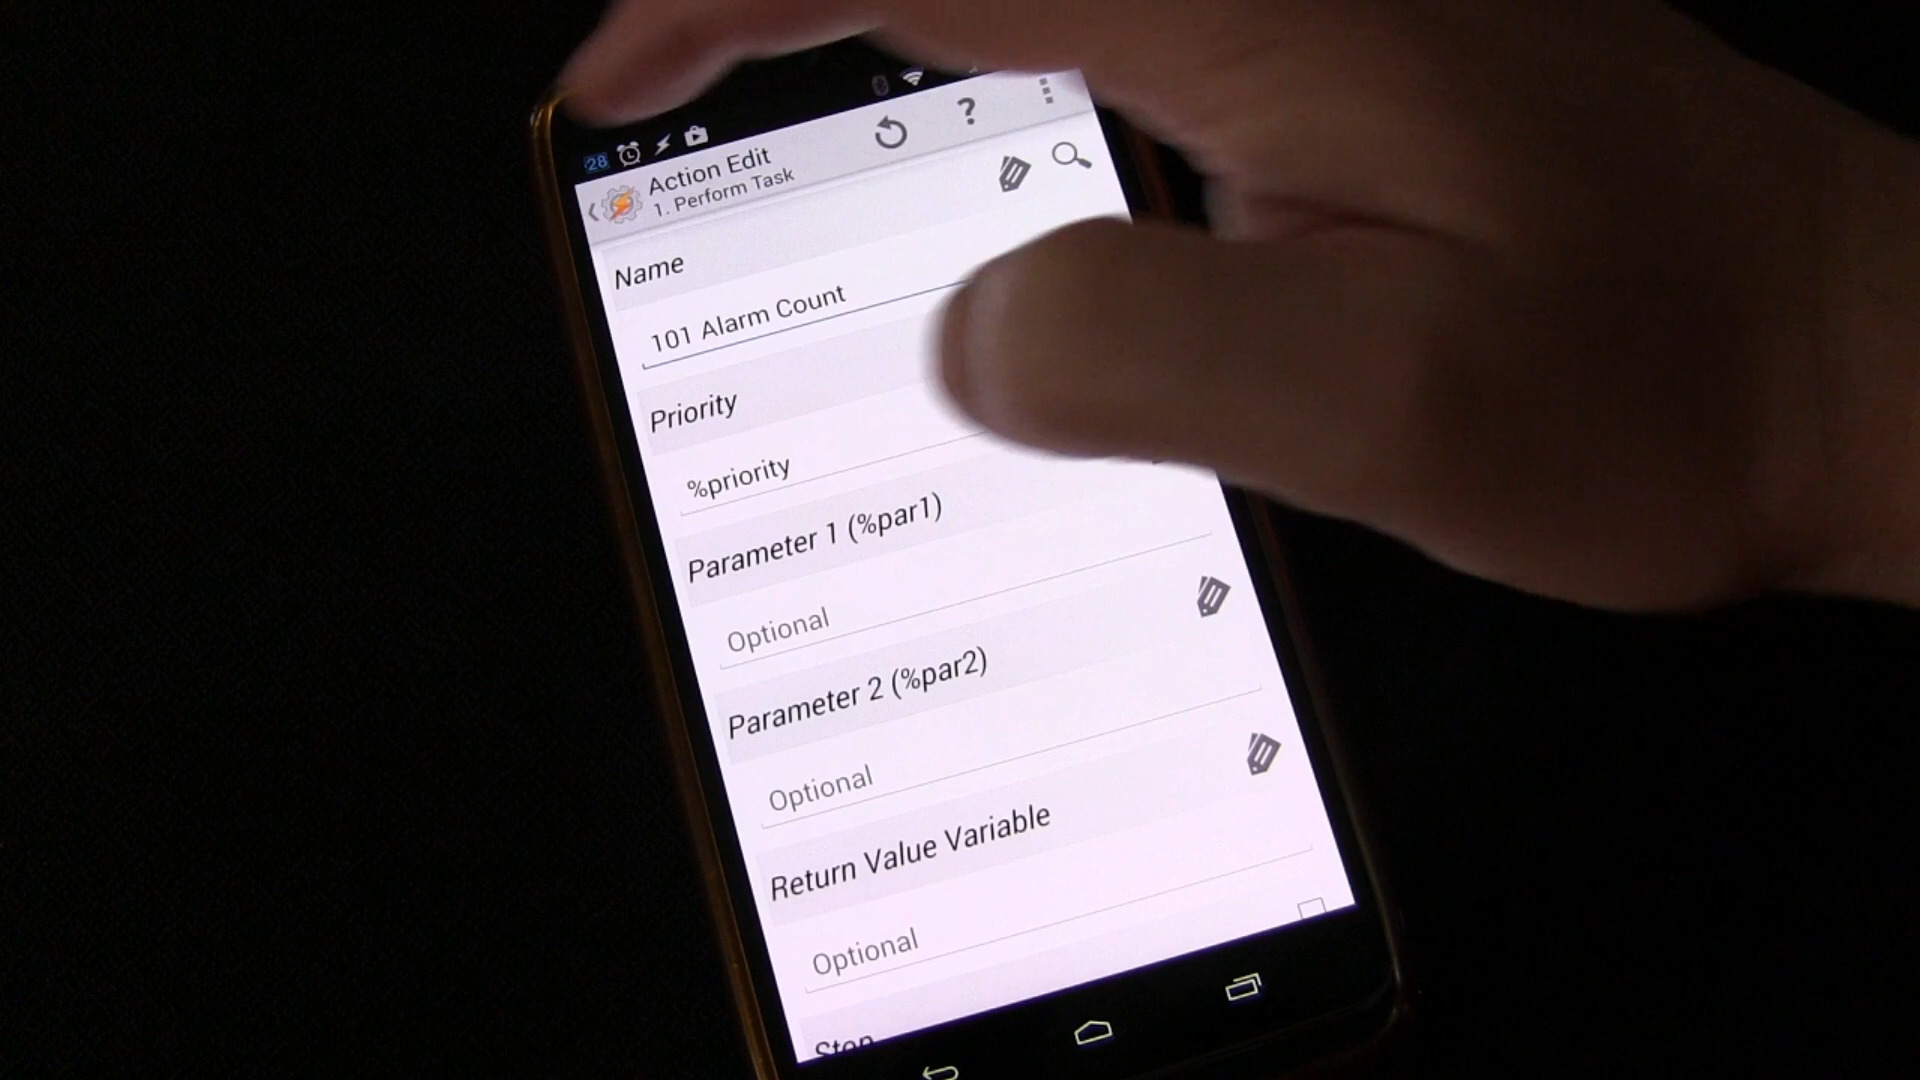 28
Action Edit
1. Perform Task
Name
101 Alarm Count
Priority
%priority
Parameter 1 (%par1)
Optional
Parameter 2 (%par2)
Optional
Return Value Variable
Optional
Stop